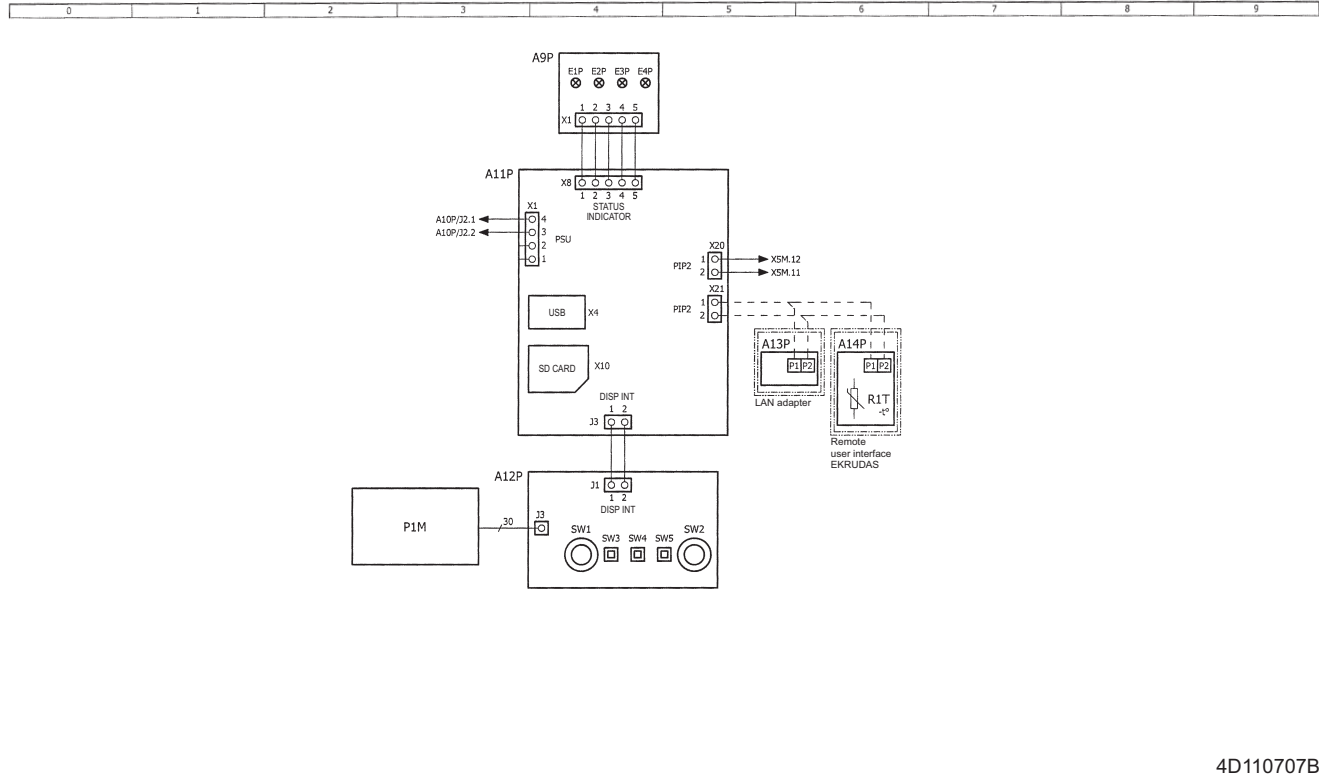 0 1 2 3 4 5 6 7 8 9
A9P
E1P E2P E3P E4P
1 2 3 4 5
X1
A11P
X8
1 2 3 4 5
STATUS
INDICATOR
X1
A10P/J2.1 4
A10P/J2.2 3
PSU
2
1
X20
PIP2
1 X5M.12
2 X5M.11
X21
PIP2
1
2
USB X4
SD CARD X10
A13P
P1 P2
LAN adapter
A14P
P1 P2
R1T
-t°
Remote
user interface
EKRUDAS
DISP INT
1 2
J3
A12P
J1
1 2
DISP INT
P1M
30
J3
SW1 SW3 SW4 SW5 SW2
4D110707B